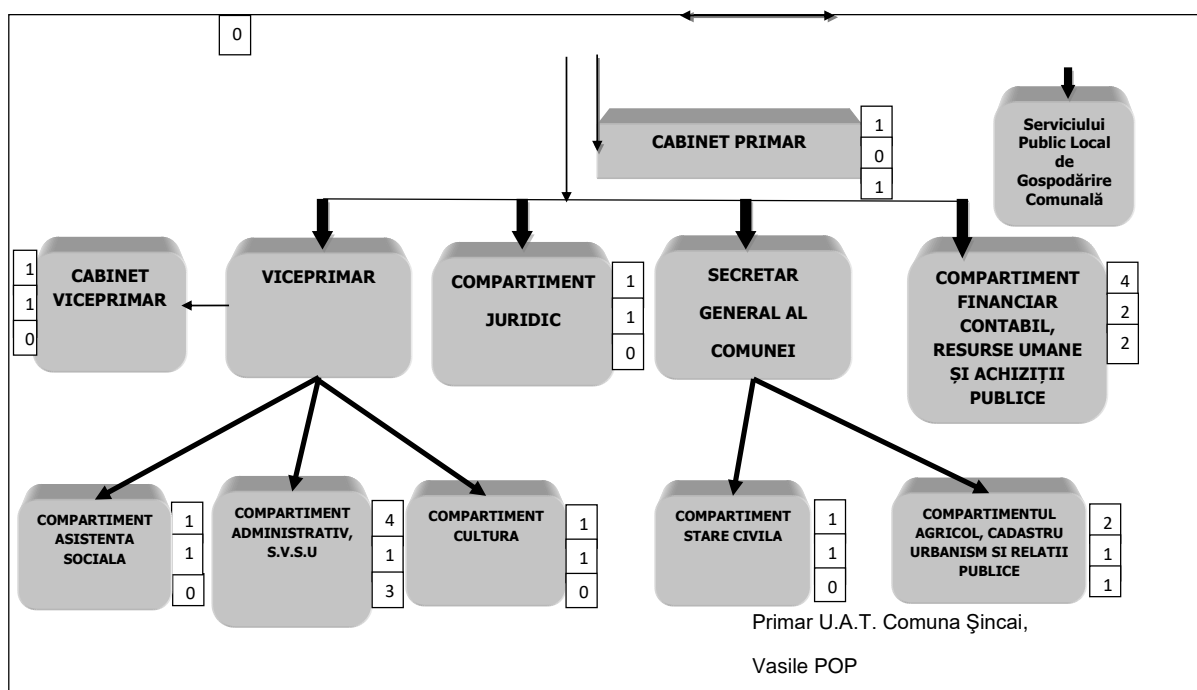 0
CABINET PRIMAR
1
0
1
Serviciului
Public Local
de
Gospodărire
Comunală
1
1
0
CABINET
VICEPRIMAR
VICEPRIMAR
COMPARTIMENT
JURIDIC
1
1
0
SECRETAR
GENERAL AL
COMUNEI
COMPARTIMENT
FINANCIAR
CONTABIL,
RESURSE UMANE
ȘI ACHIZIȚII
PUBLICE
4
2
2
COMPARTIMENT
ASISTENTA
SOCIALA
1
1
0
COMPARTIMENT
ADMINISTRATIV,
S.V.S.U
4
1
3
COMPARTIMENT
CULTURA
1
1
0
COMPARTIMENT
STARE CIVILA
1
1
0
COMPARTIMENTUL
AGRICOL, CADASTRU
URBANISM SI RELATII
PUBLICE
2
1
1
Primar U.A.T. Comuna Şincai,
Vasile POP